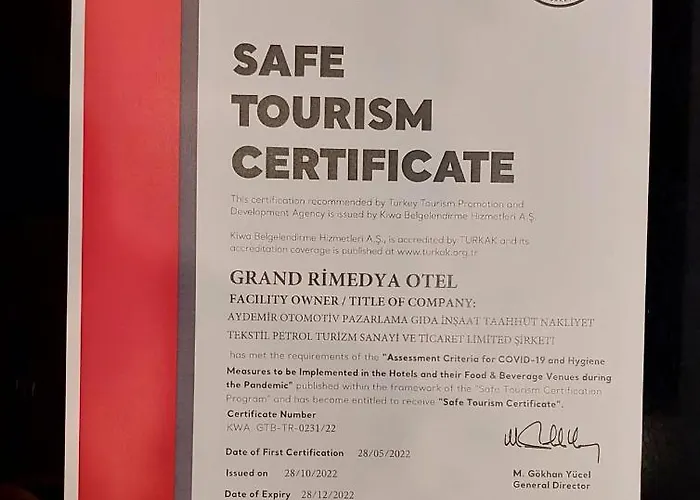 SAFE
TOURISM
CERTIFICATE
This certification recommended by Turkey Tourism Promotion and
Development Agency is issued by Kiwa Belgelendirme Hizmetleri A.Ş.
Kiwa Belgelendirme Hizmetleri A.Ş., is accredited by TURKAK and its
accreditation coverage is published at www.turkak.org.tr
GRAND RİMEDYA OTEL
FACILITY OWNER / TITLE OF COMPANY:
AYDEMİR OTOMOTİV PAZARLAMA GIDA İNŞAAT TAAHHÜT NAKLİYET
TEKSTİL PETROL TURİZM SANAYİ VE TİCARET LİMİTED ŞİRKETİ
has met the requirements of the "Assessment Criteria for COVID-19 and Hygiene
Measures to be Implemented in the Hotels and their Food & Beverage Venues during
the Pandemic" published within the framework of the "Safe Tourism Certification
Program" and has become entitled to receive "Safe Tourism Certificate".
Certificate Number
KWA GTB-TR-0231/22
Date of First Certification 28/05/2022
Issued on 28/10/2022
Date of Expiry 28/12/2022
M. Gökhan Yücel
General Director